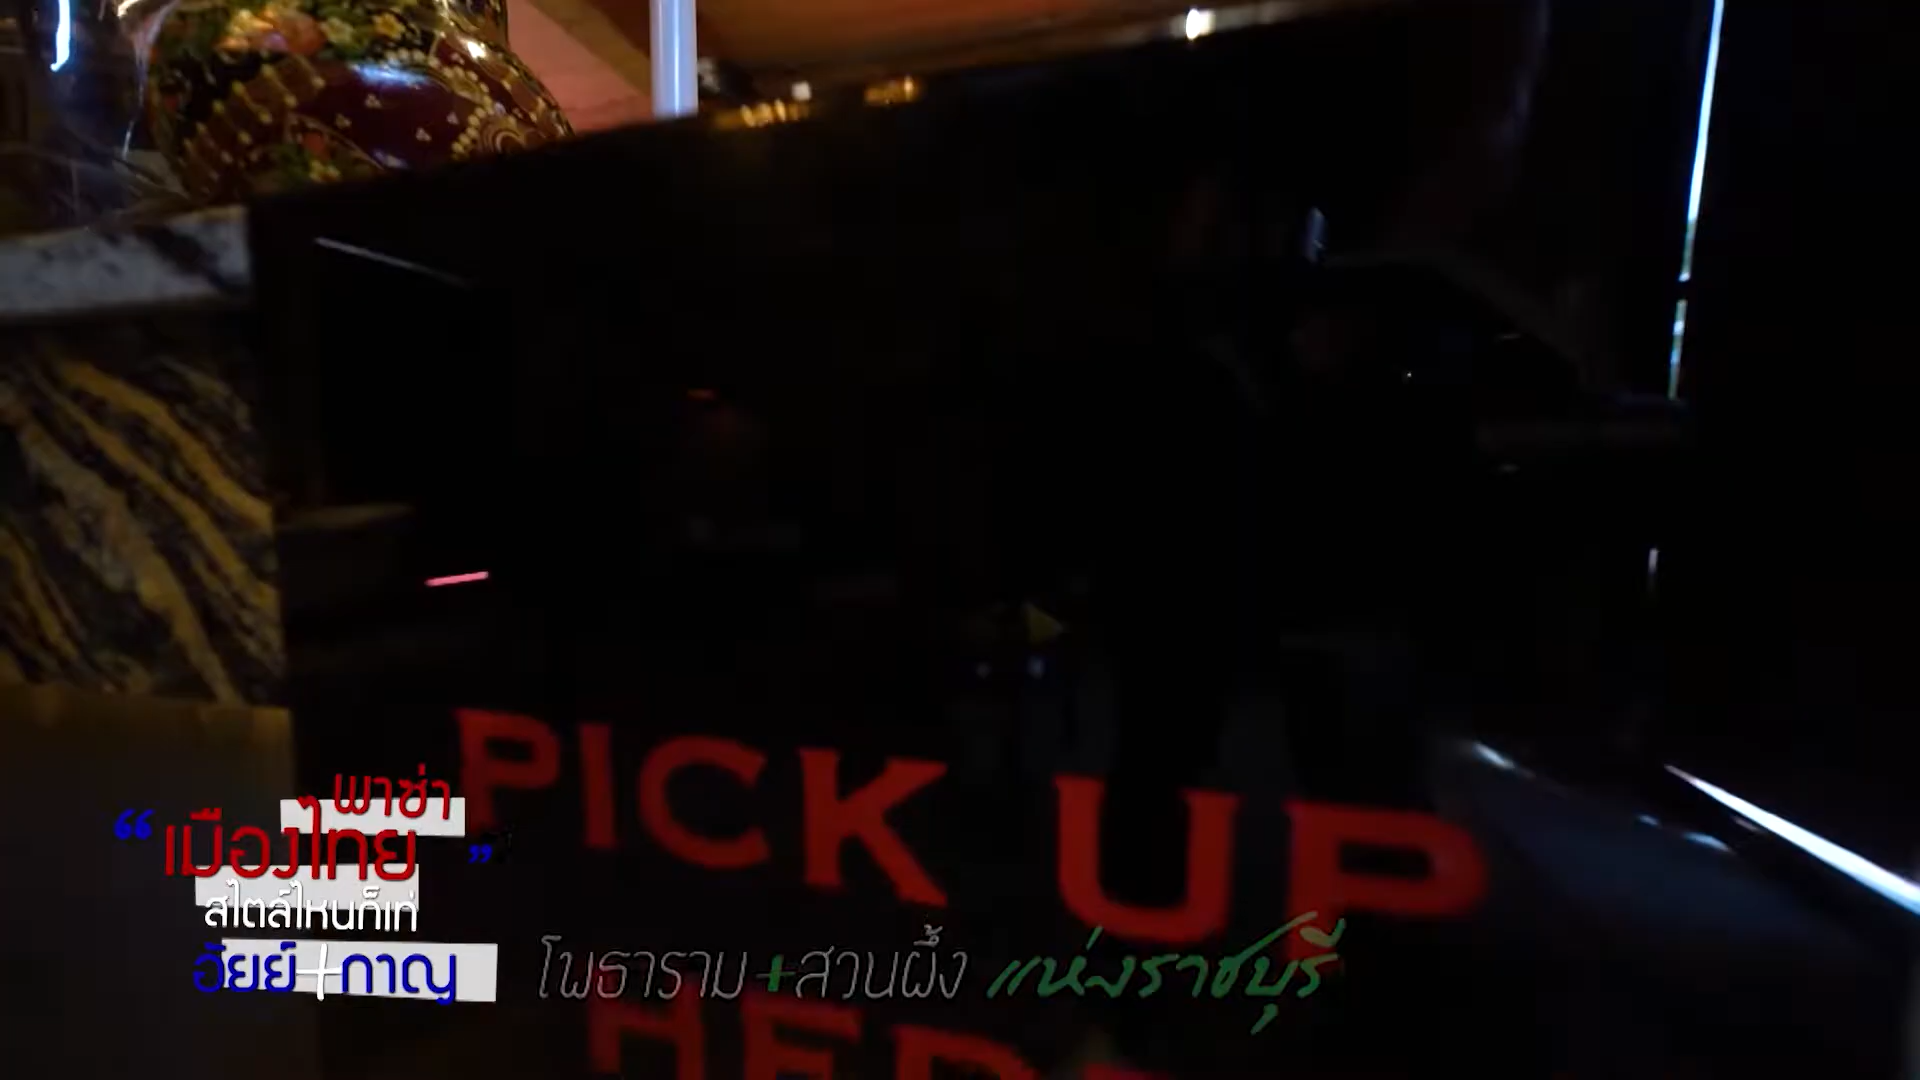 PICK UP
HERE
พาซ่า
“เมืองไทย”
สไตล์ไหนก็เท่
อัยย์+กาญ
โพธาราม+สวนผึ้ง แห่งราชบุรี